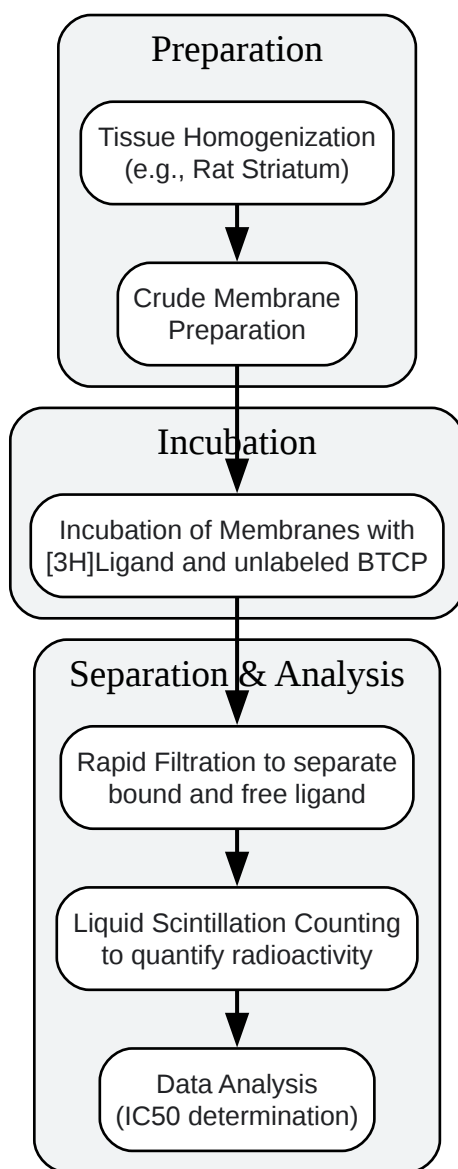 Preparation
Tissue Homogenization
(e.g., Rat Striatum)
Crude Membrane
Preparation
Incubation
Incubation of Membranes with
[3H]Ligand and unlabeled BTCP
Separation & Analysis
Rapid Filtration to separate
bound and free ligand
Liquid Scintillation Counting
to quantify radioactivity
Data Analysis
(IC50 determination)